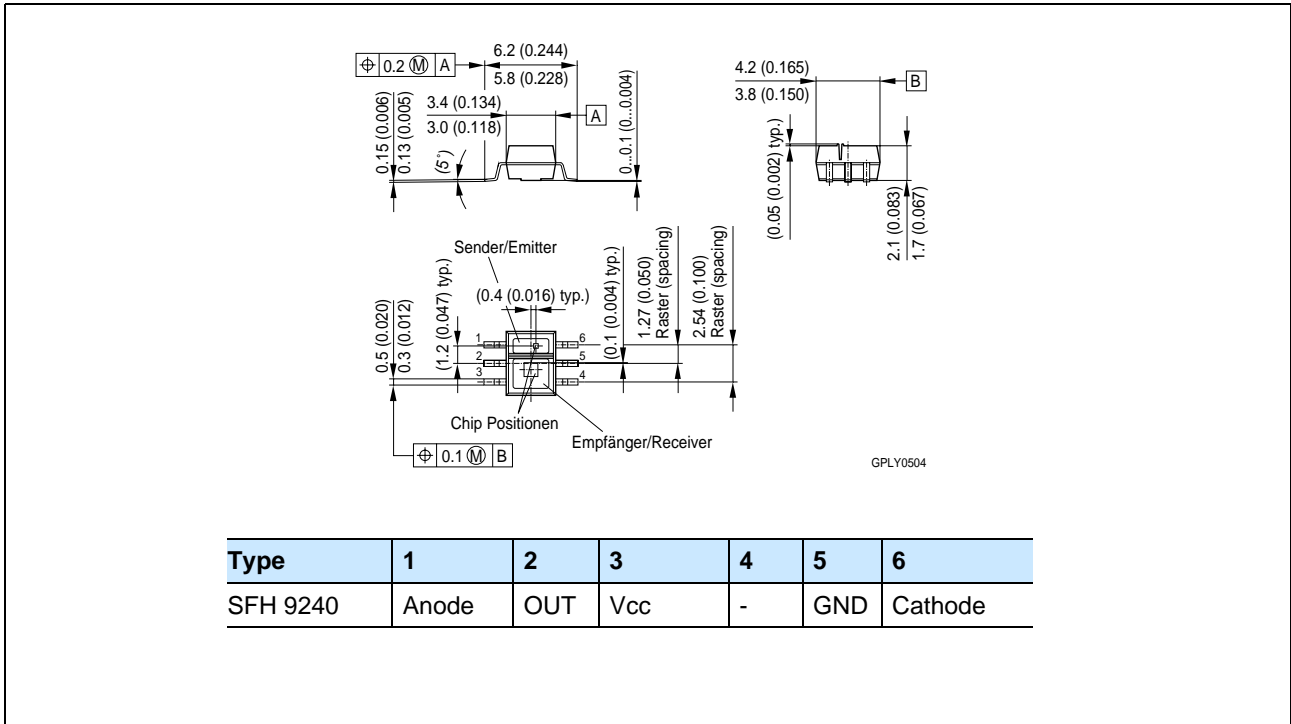 6.2 (0.244)
5.8 (0.228)
⌖ 0.2 Ⓜ A
3.4 (0.134)
3.0 (0.118)
A
0.15 (0.006)
0.13 (0.005)
(5˚)
0...0.1 (0...0.004)
4.2 (0.165)
3.8 (0.150)
B
(0.05 (0.002) typ.)
2.1 (0.083)
1.7 (0.067)
Sender/Emitter
(0.4 (0.016) typ.)
0.5 (0.020)
0.3 (0.012)
(1.2 (0.047) typ.)
(0.1 (0.004) typ.)
1.27 (0.050)
Raster (spacing)
2.54 (0.100)
Raster (spacing)
1 6
2 5
3 4
Chip Positionen
Empfänger/Receiver
⌖ 0.1 Ⓜ B
GPLY0504
Type 1 2 3 4 5 6
SFH 9240 Anode OUT Vcc - GND Cathode